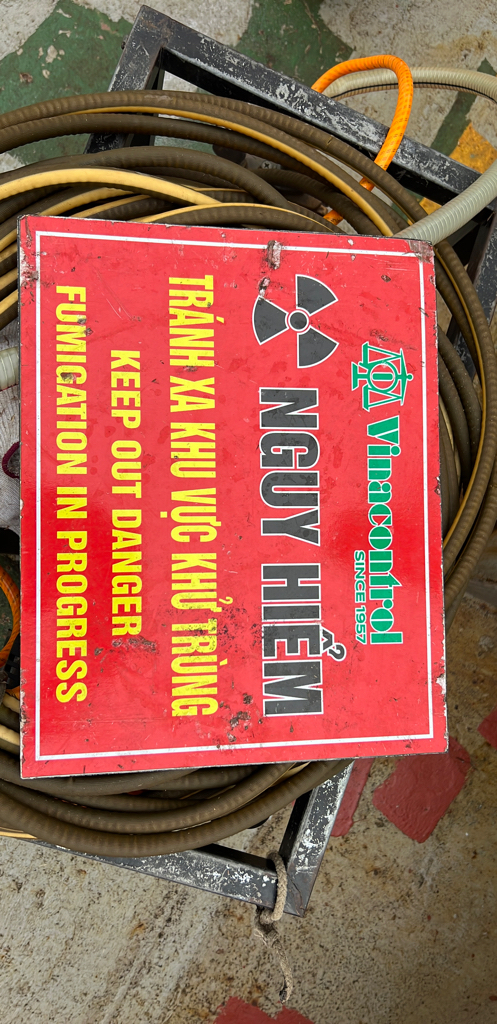 Vinacontrol
SINCE 1957
NGUY HIỂM
TRÁNH XA KHU VỰC KHỬ TRÙNG
KEEP OUT DANGER
FUMIGATION IN PROGRESS